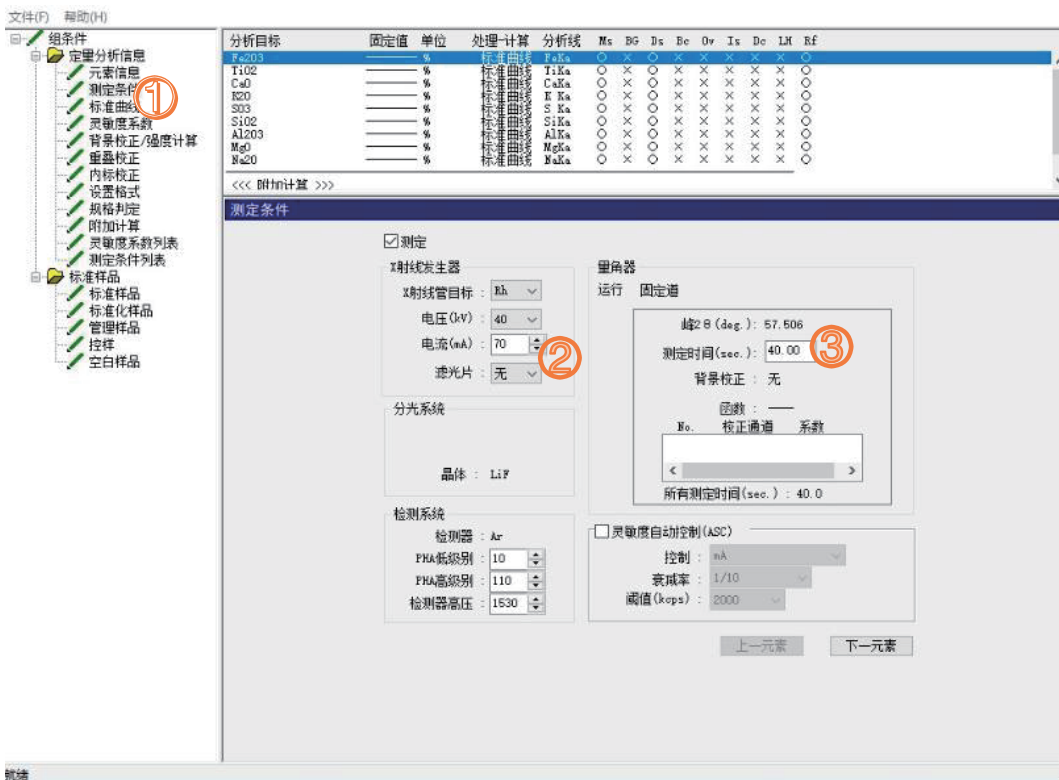 文件(F) 帮助(H)
组条件
定量分析信息
元素信息
测定条件
标准曲线
灵敏度系数
背景校正/强度计算
重叠校正
内标校正
设置格式
规格判定
附加计算
灵敏度系数列表
测定条件列表
标准样品
标准样品
标准化样品
管理样品
控样
空白样品
①
分析目标 固定值 单位 处理-计算 分析线 Ms BG Ds Bc Ov Is Dc LH Rf
Fe2O3 —— % 标准曲线 FeKa ○ × ○ × × × × × ○
TiO2 —— % 标准曲线 TiKa ○ × ○ × × × × × ○
CaO —— % 标准曲线 CaKa ○ × ○ × × × × × ○
K2O —— % 标准曲线 K Ka ○ × ○ × × × × × ○
SO3 —— % 标准曲线 S Ka ○ × ○ × × × × × ○
SiO2 —— % 标准曲线 SiKa ○ × ○ × × × × × ○
Al2O3 —— % 标准曲线 AlKa ○ × ○ × × × × × ○
MgO —— % 标准曲线 MgKa ○ × ○ × × × × × ○
Na2O —— % 标准曲线 NaKa ○ × ○ × × × × × ○
<<< 附加计算 >>>
测定条件
测定
X射线发生器
X射线管目标 : Rh
电压(kV) : 40
电流(mA) : 70
②
滤光片 : 无
分光系统
晶体 : LiF
检测系统
检测器 : Ar
PHA低级别 : 10
PHA高级别 : 110
检测器高压 : 1530
量角器
运行 固定道
峰2θ(deg.): 57.506
测定时间(sec.): 40.00
③
背景校正 : 无
函数 : ——
No. 校正通道 系数
所有测定时间(sec.) : 40.0
灵敏度自动控制(ASC)
控制 : mA
衰减率 : 1/10
阈值(kcps) : 2000
上一元素 下一元素
就绪